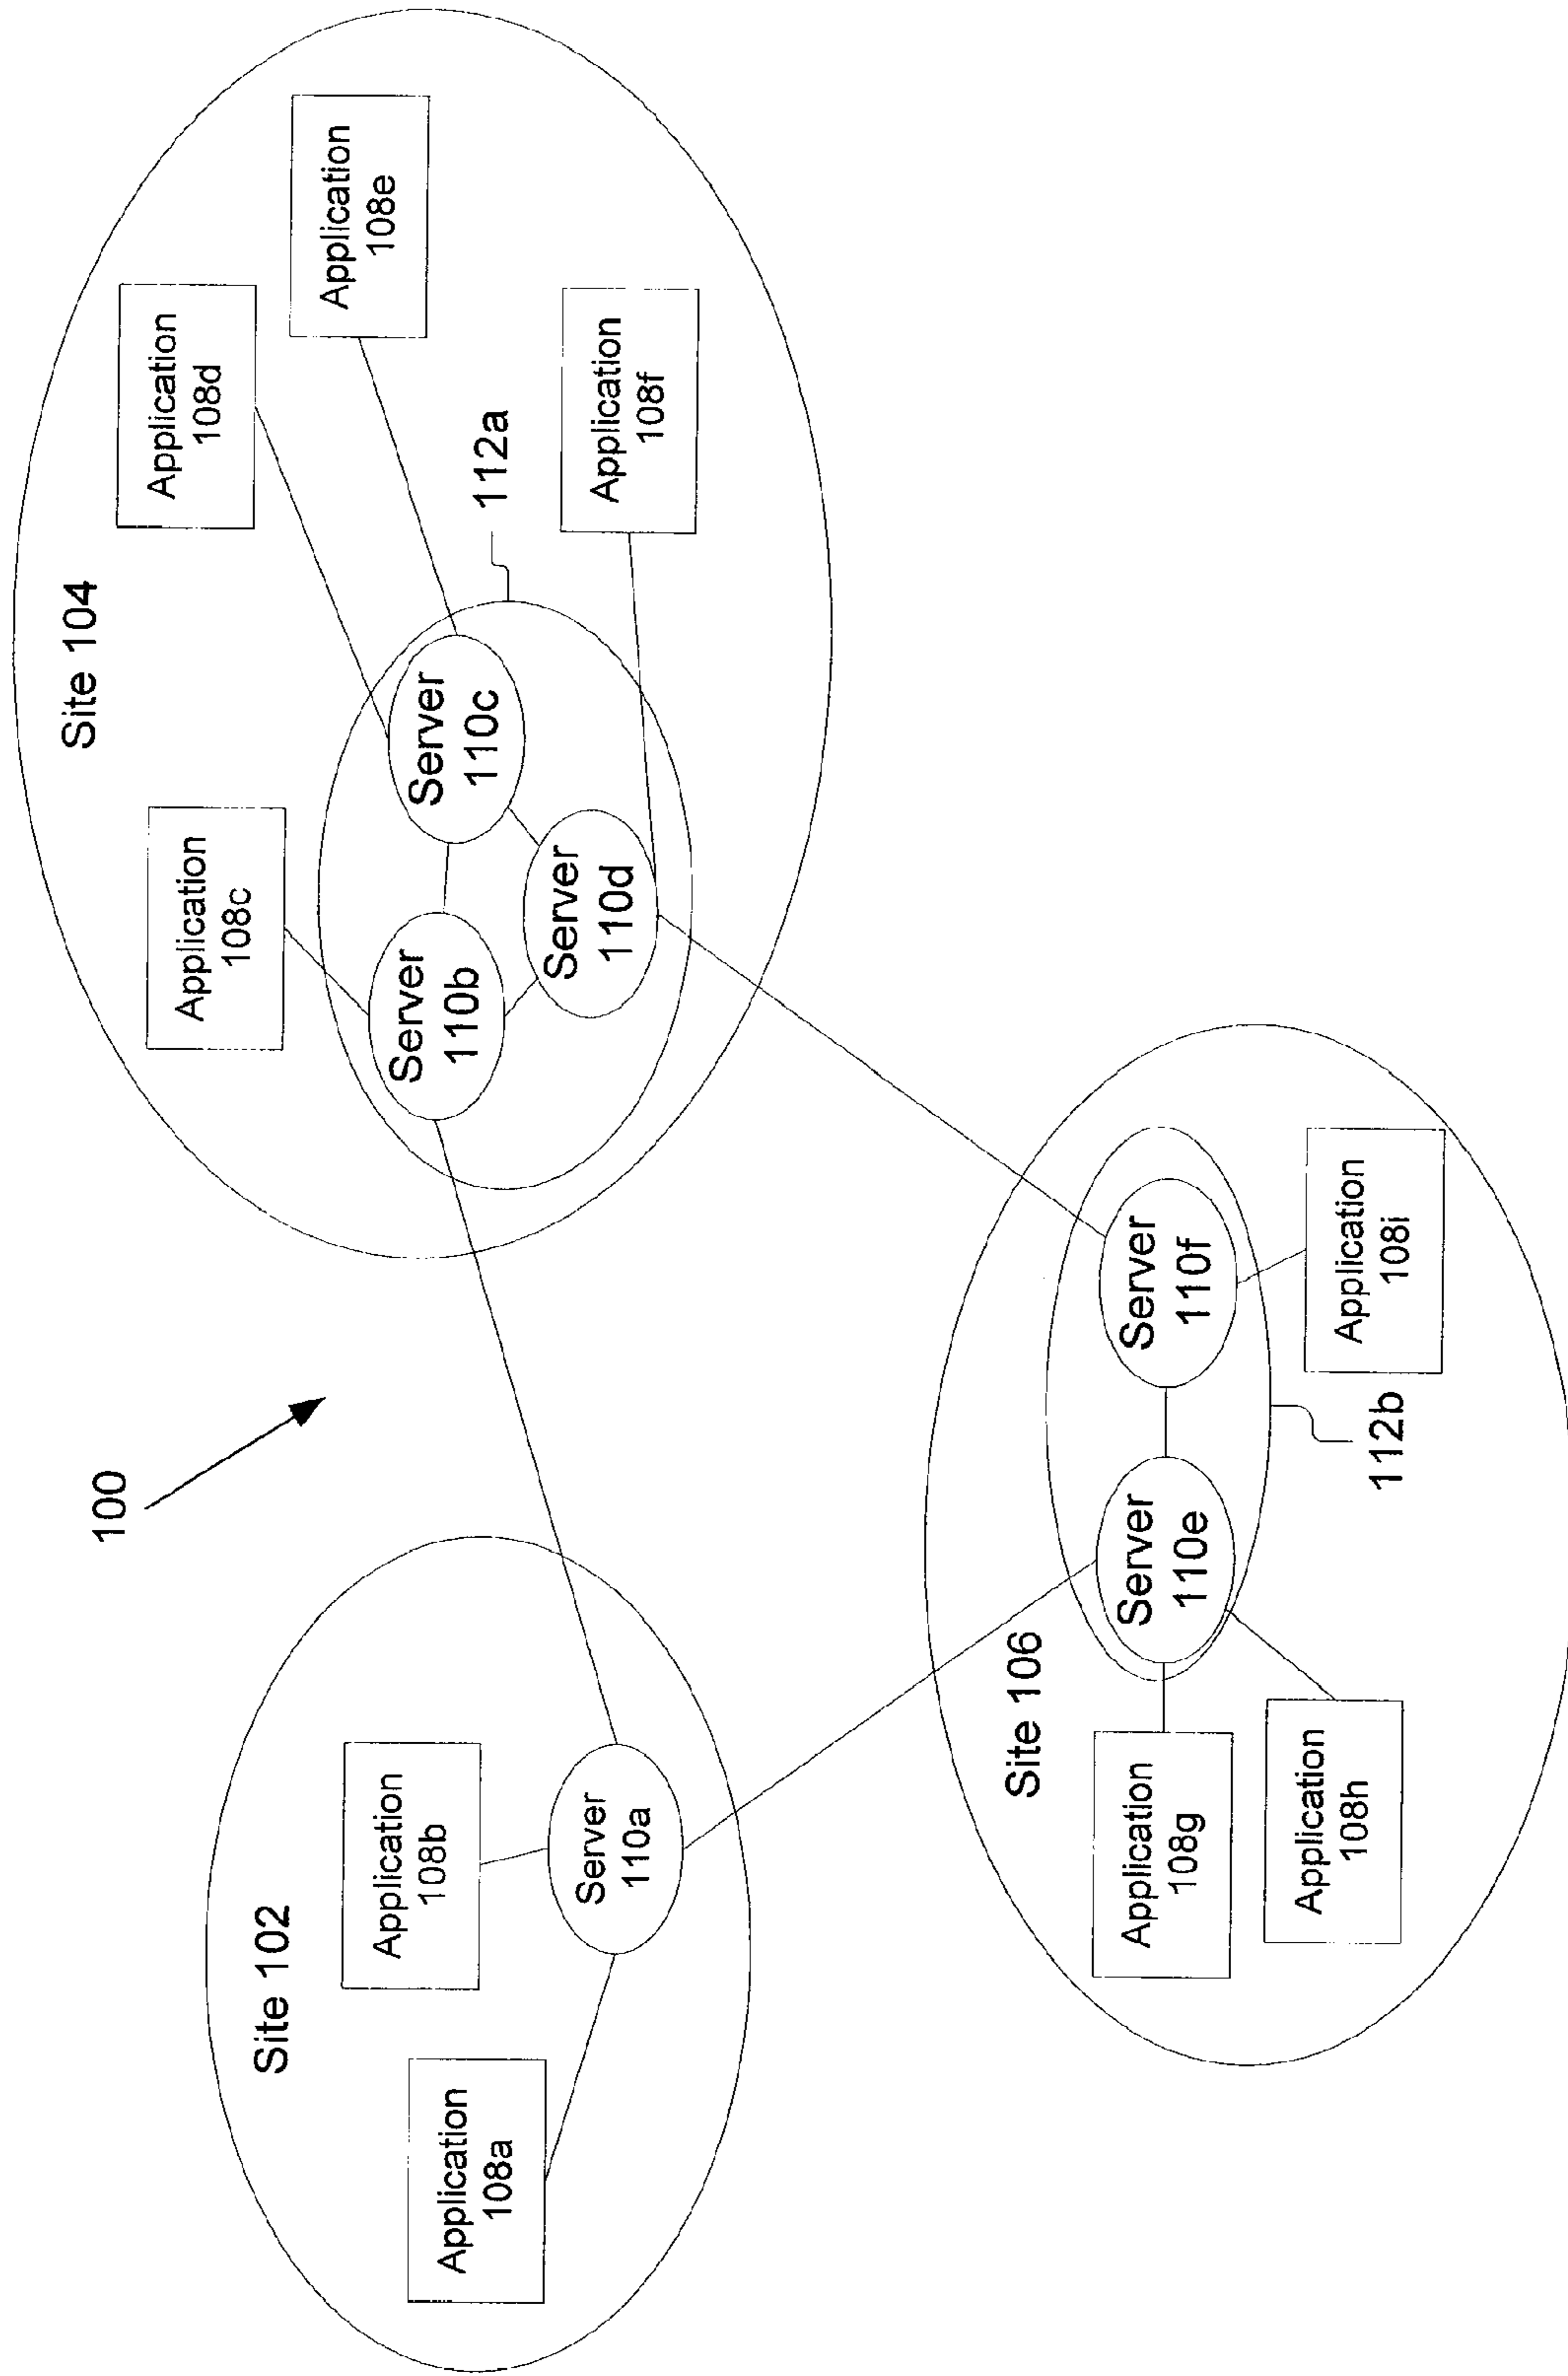 100
Site 102
Application
108a
Application
108b
Server
110a
Site 104
Application
108c
Application
108d
Application
108e
Application
108f
Server
110b
Server
110c
Server
110d
112a
Site 106
Application
108g
Application
108h
Server
110e
Server
110f
Application
108i
112b